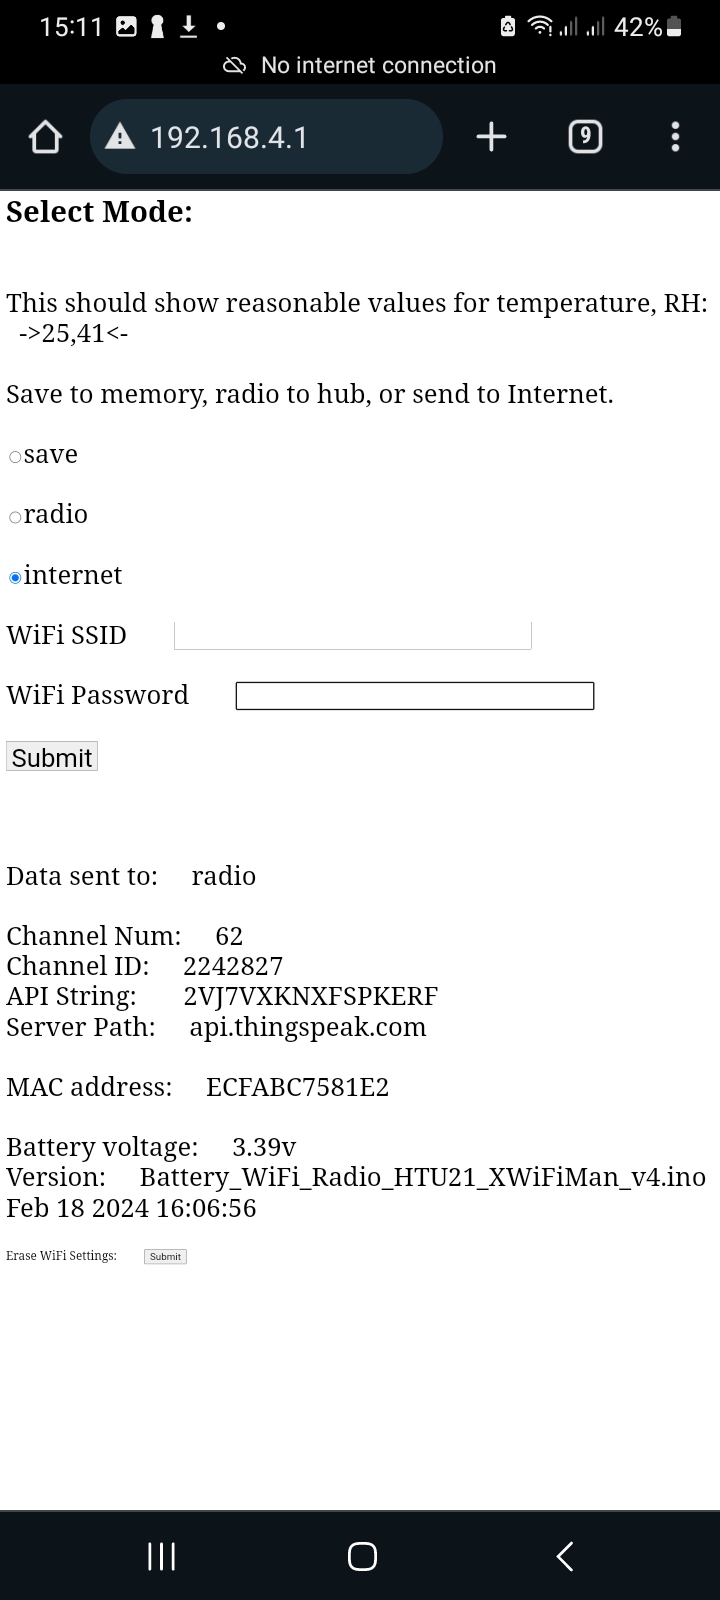 15:11
42%
No internet connection
192.168.4.1
9
Select Mode:
This should show reasonable values for temperature, RH:
->25,41<-
Save to memory, radio to hub, or send to Internet.
save
radio
internet
WiFi SSID
WiFi Password
Submit
Data sent to: radio
Channel Num: 62
Channel ID: 2242827
API String: 2VJ7VXKNXFSPKERF
Server Path: api.thingspeak.com
MAC address: ECFABC7581E2
Battery voltage: 3.39v
Version: Battery_WiFi_Radio_HTU21_XWiFiMan_v4.ino
Feb 18 2024 16:06:56
Erase WiFi Settings: Submit